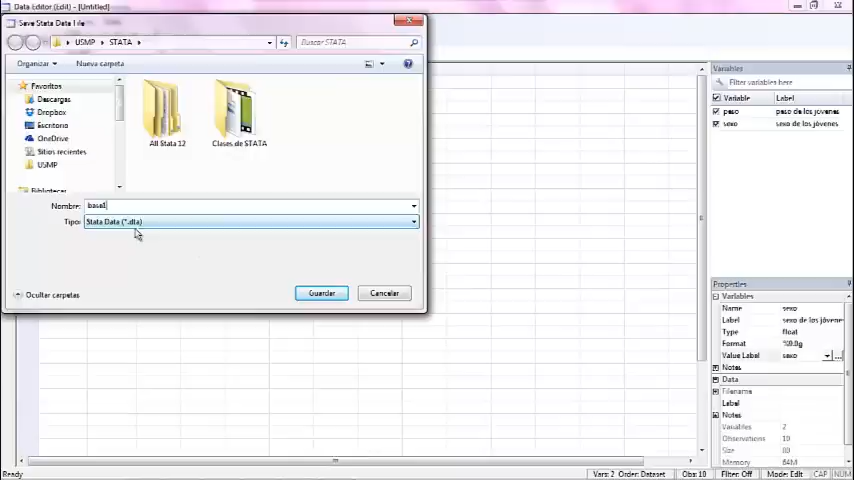 Data Editor (Edit) - [Untitled]
Save Stata Data File
USMP
STATA
Buscar STATA
Organizar
Nueva carpeta
Favoritos
Descargas
Dropbox
Escritorio
OneDrive
Sitios recientes
USMP
Bibliotecas
All Stata 12
Clases de STATA
Nombre: base1
Tipo: Stata Data (*.dta)
Ocultar carpetas
Guardar
Cancelar
Variables
Filter variables here
Variable Label
peso peso de los jovenes
sexo sexo de los jovenes
Properties
Variables
Name sexo
Label sexo de los jóvene
Type float
Format %9.0g
Value Label sexo
Notes
Data
Filename
Label
Notes
Variables 2
Observations 10
Size 80
Memory 64M
Ready
Vars: 2 Order: Dataset
Obs: 10
Filter: Off
Mode: Edit
CAP
NUM